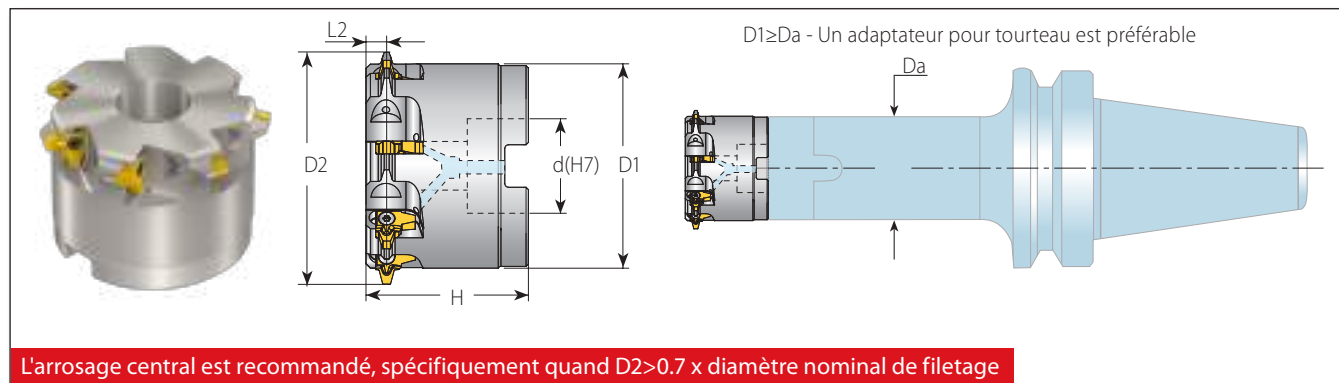 L2
D1≥Da - Un adaptateur pour tourteau est préférable
Da
D2
d(H7)
D1
H
L'arrosage central est recommandé, spécifiquement quand D2>0.7 x diamètre nominal de filetage